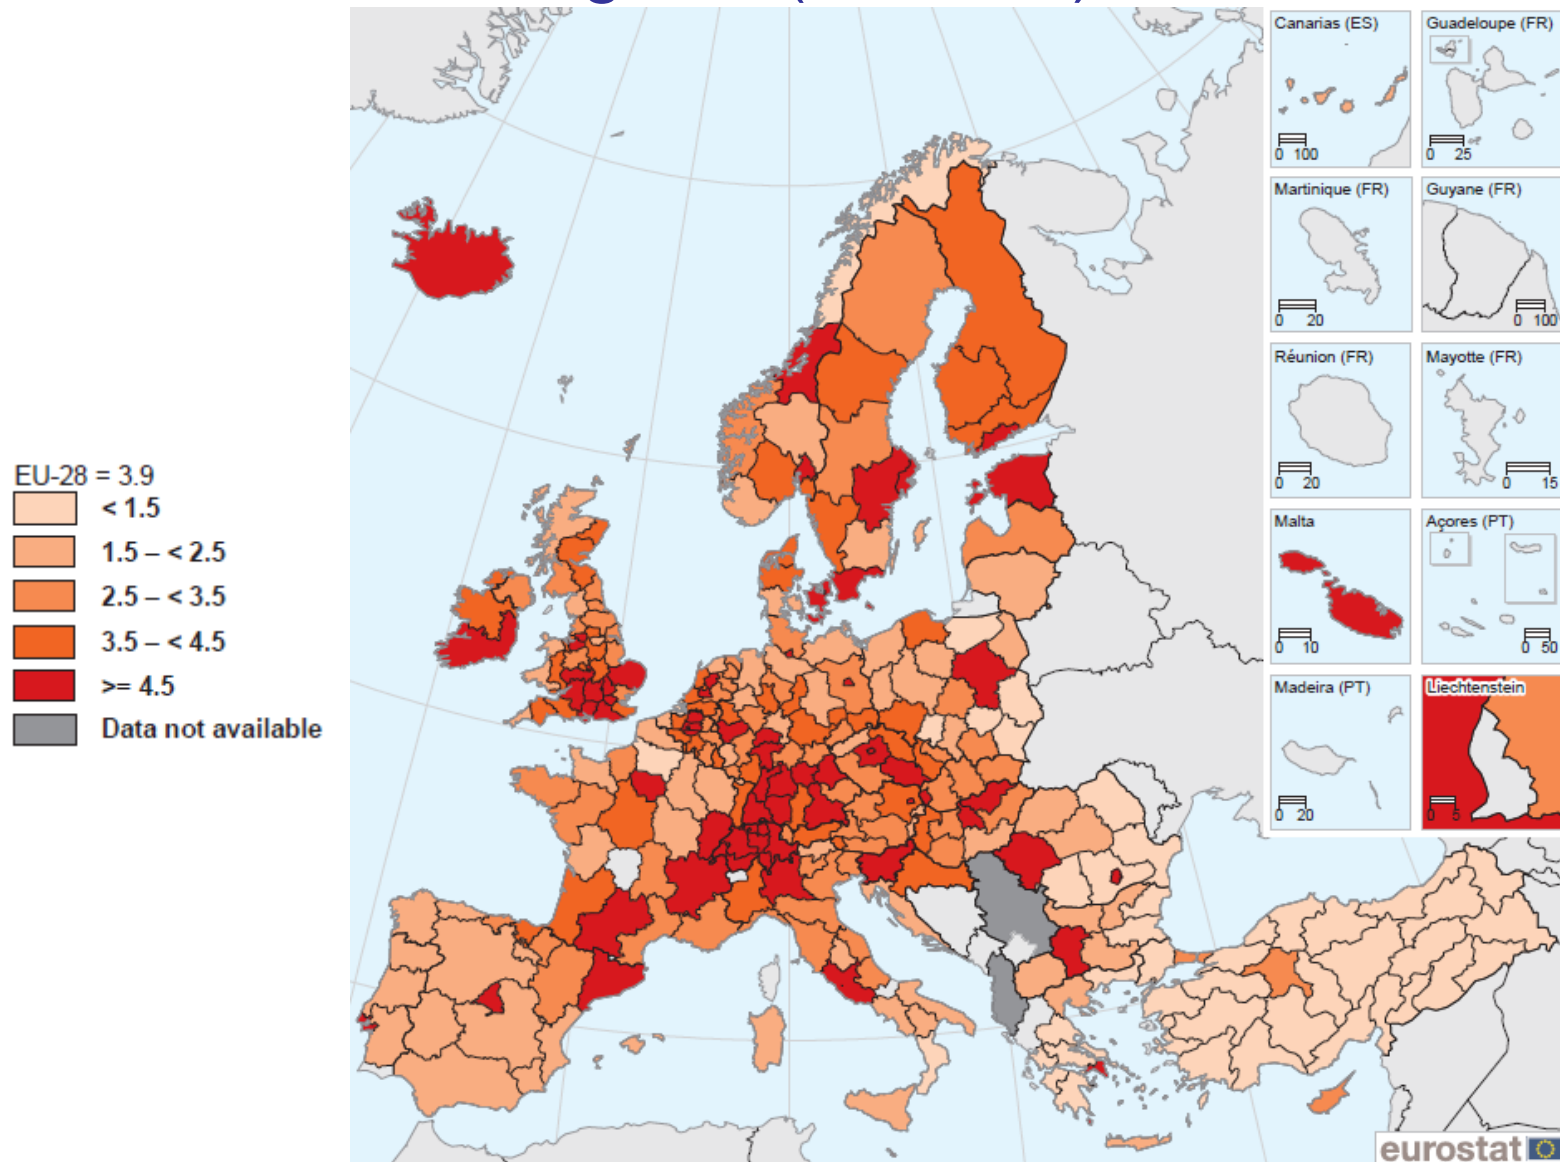 EU-28 = 3.9
< 1.5
1.5 – < 2.5
2.5 – < 3.5
3.5 – < 4.5
>= 4.5
Data not available
Canarias (ES)
0 100
Guadeloupe (FR)
0 25
Martinique (FR)
0 20
Guyane (FR)
0 100
Réunion (FR)
0 20
Mayotte (FR)
0 15
Malta
0 10
Açores (PT)
0 50
Madeira (PT)
0 20
Liechtenstein
0 5
eurostat